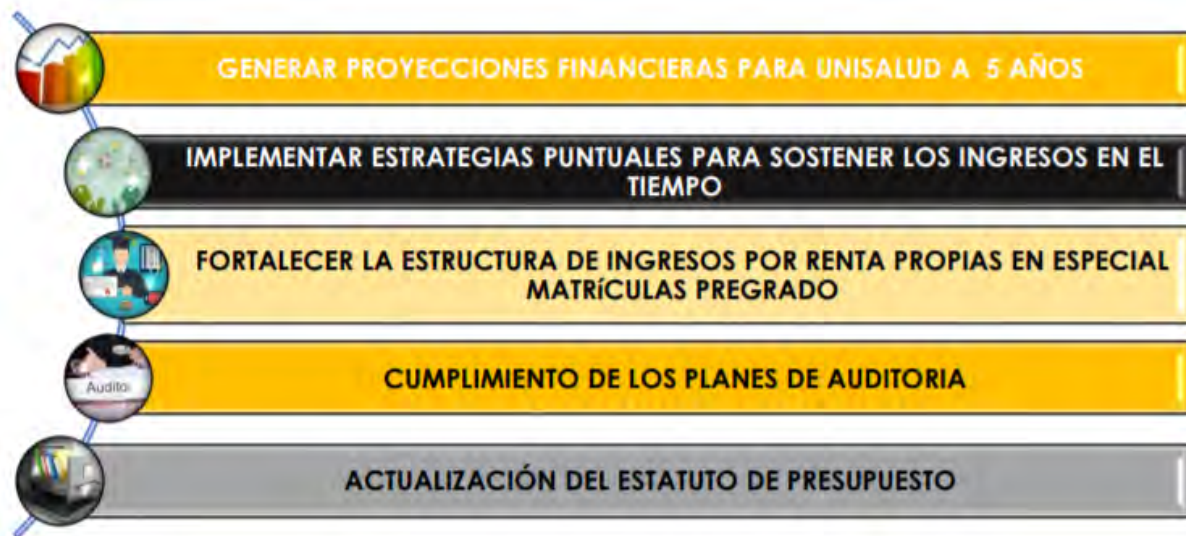 GENERAR PROYECCIONES FINANCIERAS PARA UNISALUD A 5 AÑOS
IMPLEMENTAR ESTRATEGIAS PUNTUALES PARA SOSTENER LOS INGRESOS EN EL
TIEMPO
FORTALECER LA ESTRUCTURA DE INGRESOS POR RENTA PROPIAS EN ESPECIAL
MATRíCULAS PREGRADO
Auditor
CUMPLIMIENTO DE LOS PLANES DE AUDITORIA
ACTUALIZACIÓN DEL ESTATUTO DE PRESUPUESTO